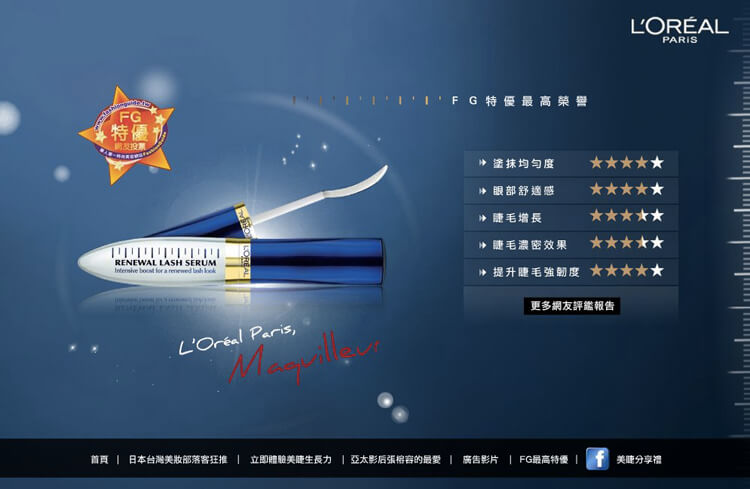 L'ORÉAL
PARIS
www.fashionguide.tw
FG
特優
網友投票
FG特優最高榮譽
塗抹均勻度
眼部舒適感
睫毛增長
睫毛濃密效果
提升睫毛強韌度
更多網友評鑑報告
L'ORÉAL
RENEWAL LASH SERUM
Intensive boost for a renewed lash look
L'Oréal Paris,
Maquilleur
首頁 | 日本台灣美妝部落客狂推 | 立即體驗美睫生長力 | 亞太影后張榕容的最愛 | 廣告影片 | FG最高特優 | f 美睫分享禮